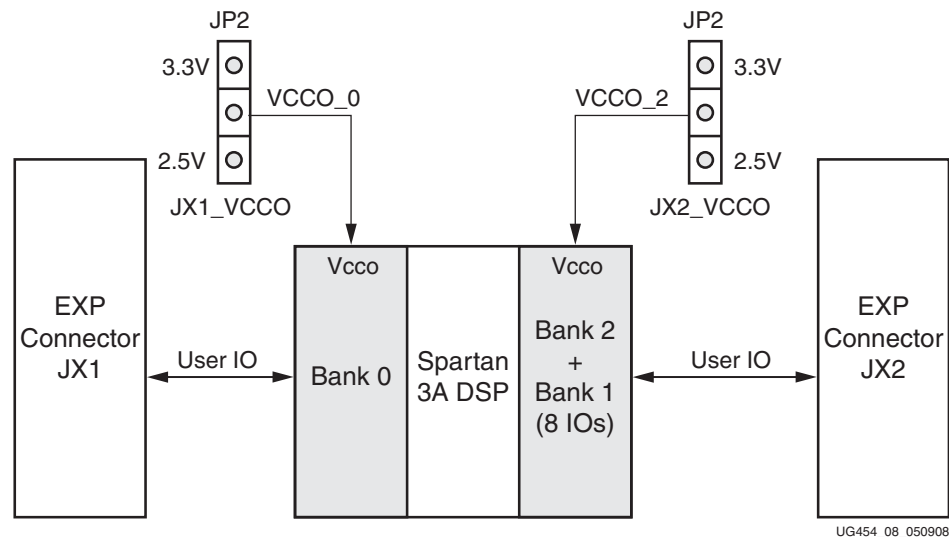 JP2
JP2
3.3V
3.3V
VCCO_0
VCCO_2
2.5V
2.5V
JX1_VCCO
JX2_VCCO
Vcco
Vcco
EXP
Connector
JX1
User IO
Bank 0
Spartan
3A DSP
Bank 2
+
Bank 1
(8 IOs)
User IO
EXP
Connector
JX2
UG454_08_050908